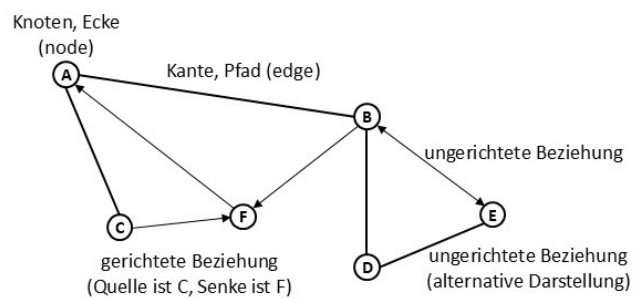 Knoten, Ecke
(node)
A
Kante, Pfad (edge)
B
ungerichtete Beziehung
C
F
E
gerichtete Beziehung
(Quelle ist C, Senke ist F)
D
ungerichtete Beziehung
(alternative Darstellung)